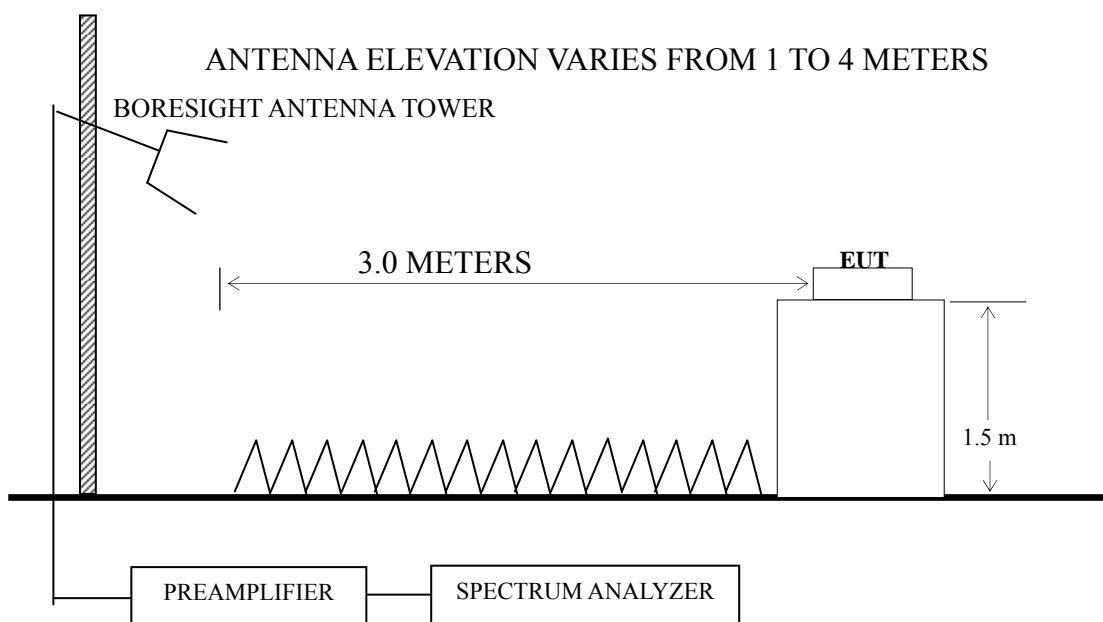 ANTENNA ELEVATION VARIES FROM 1 TO 4 METERS
BORESIGHT ANTENNA TOWER
3.0 METERS
EUT
1.5 m
PREAMPLIFIER
SPECTRUM ANALYZER